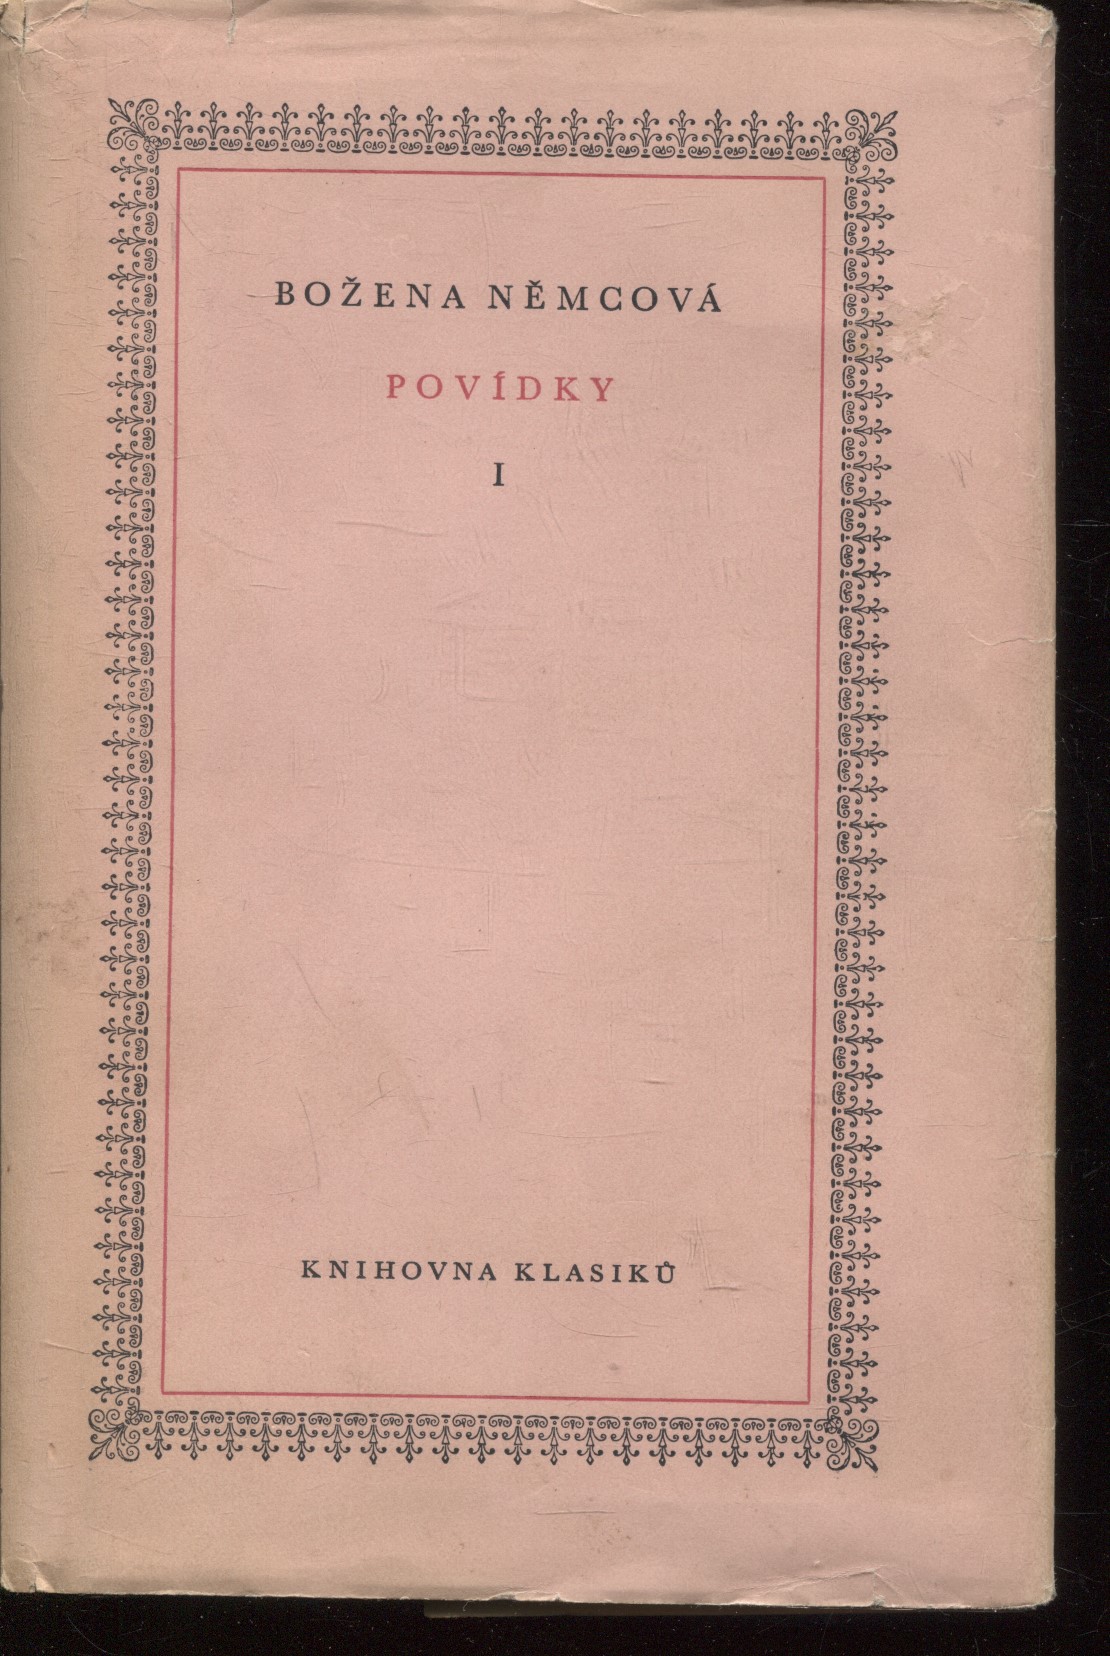 BOŽENA NĚMCOVÁ
POVÍDKY
I
KNIHOVNA KLASIKŮ